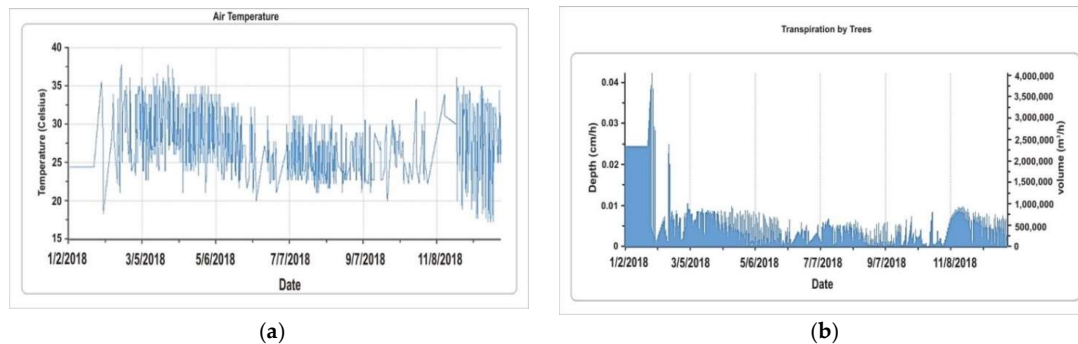 Air Temperature
Temperature (Celsius)
40
35
30
25
20
15
1/2/2018 3/5/2018 5/6/2018 7/7/2018 9/7/2018 11/8/2018
Date
(a)
Transpiration by Trees
Depth (cm/h)
0.04
0.03
0.02
0.01
0
volume (m³/h)
4,000,000
3,500,000
3,000,000
2,500,000
2,000,000
1,500,000
1,000,000
500,000
0
1/2/2018 3/5/2018 5/6/2018 7/7/2018 9/7/2018 11/8/2018
Date
(b)